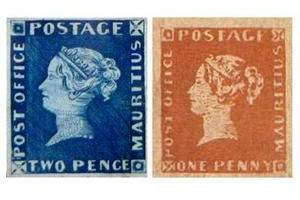 POSTAGE
POST OFFICE
MAURITIUS
TWO PENCE
POSTAGE
POST OFFICE
MAURITIUS
ONE PENNY